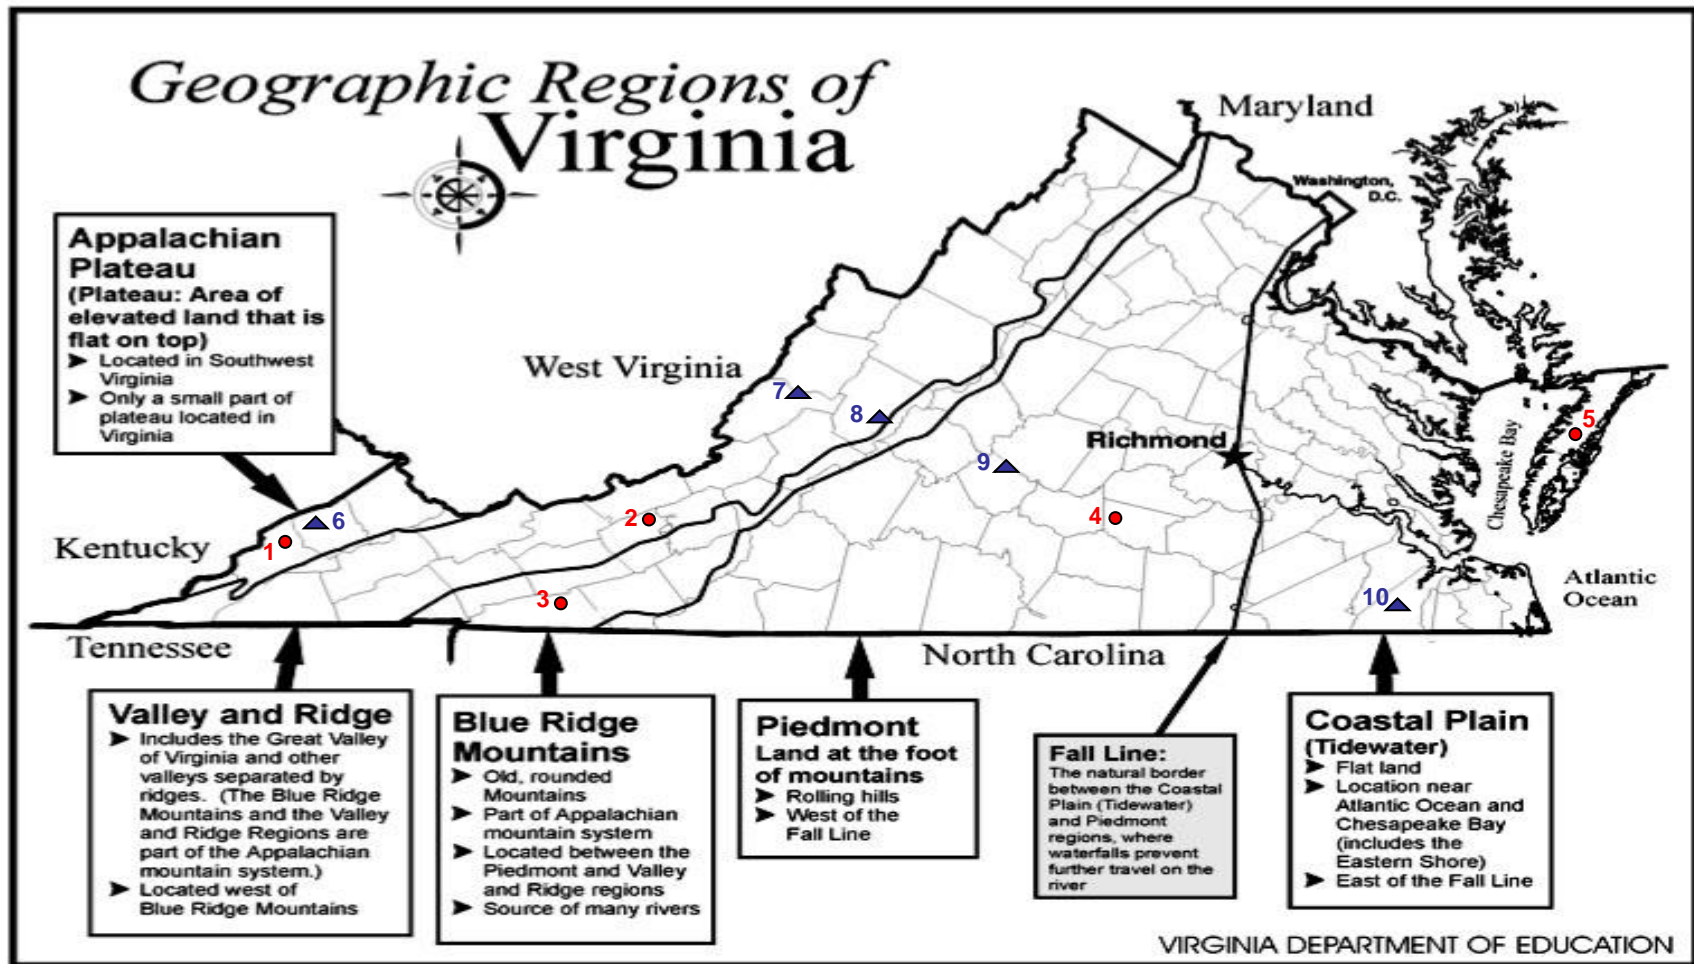 Geographic Regions of
Virginia
Maryland
Washington,
D.C.
Appalachian
Plateau
(Plateau: Area of
elevated land that is
flat on top)
➤ Located in Southwest
Virginia
➤ Only a small part of
plateau located in
Virginia
West Virginia
7
8
5
Richmond
Chesapeake Bay
9
6
2
4
1
Kentucky
3
10
Atlantic
Ocean
Tennessee
North Carolina
Valley and Ridge
➤ Includes the Great Valley
of Virginia and other
valleys separated by
ridges. (The Blue Ridge
Mountains and the Valley
and Ridge Regions are
part of the Appalachian
mountain system.)
➤ Located west of
Blue Ridge Mountains
Blue Ridge
Mountains
➤ Old, rounded
Mountains
➤ Part of Appalachian
mountain system
➤ Located between the
Piedmont and Valley
and Ridge regions
➤ Source of many rivers
Piedmont
Land at the foot
of mountains
➤ Rolling hills
➤ West of the
Fall Line
Fall Line:
The natural border
between the Coastal
Plain (Tidewater)
and Piedmont
regions, where
waterfalls prevent
further travel on the
river
Coastal Plain
(Tidewater)
➤ Flat land
➤ Location near
Atlantic Ocean and
Chesapeake Bay
(includes the
Eastern Shore)
➤ East of the Fall Line
VIRGINIA DEPARTMENT OF EDUCATION